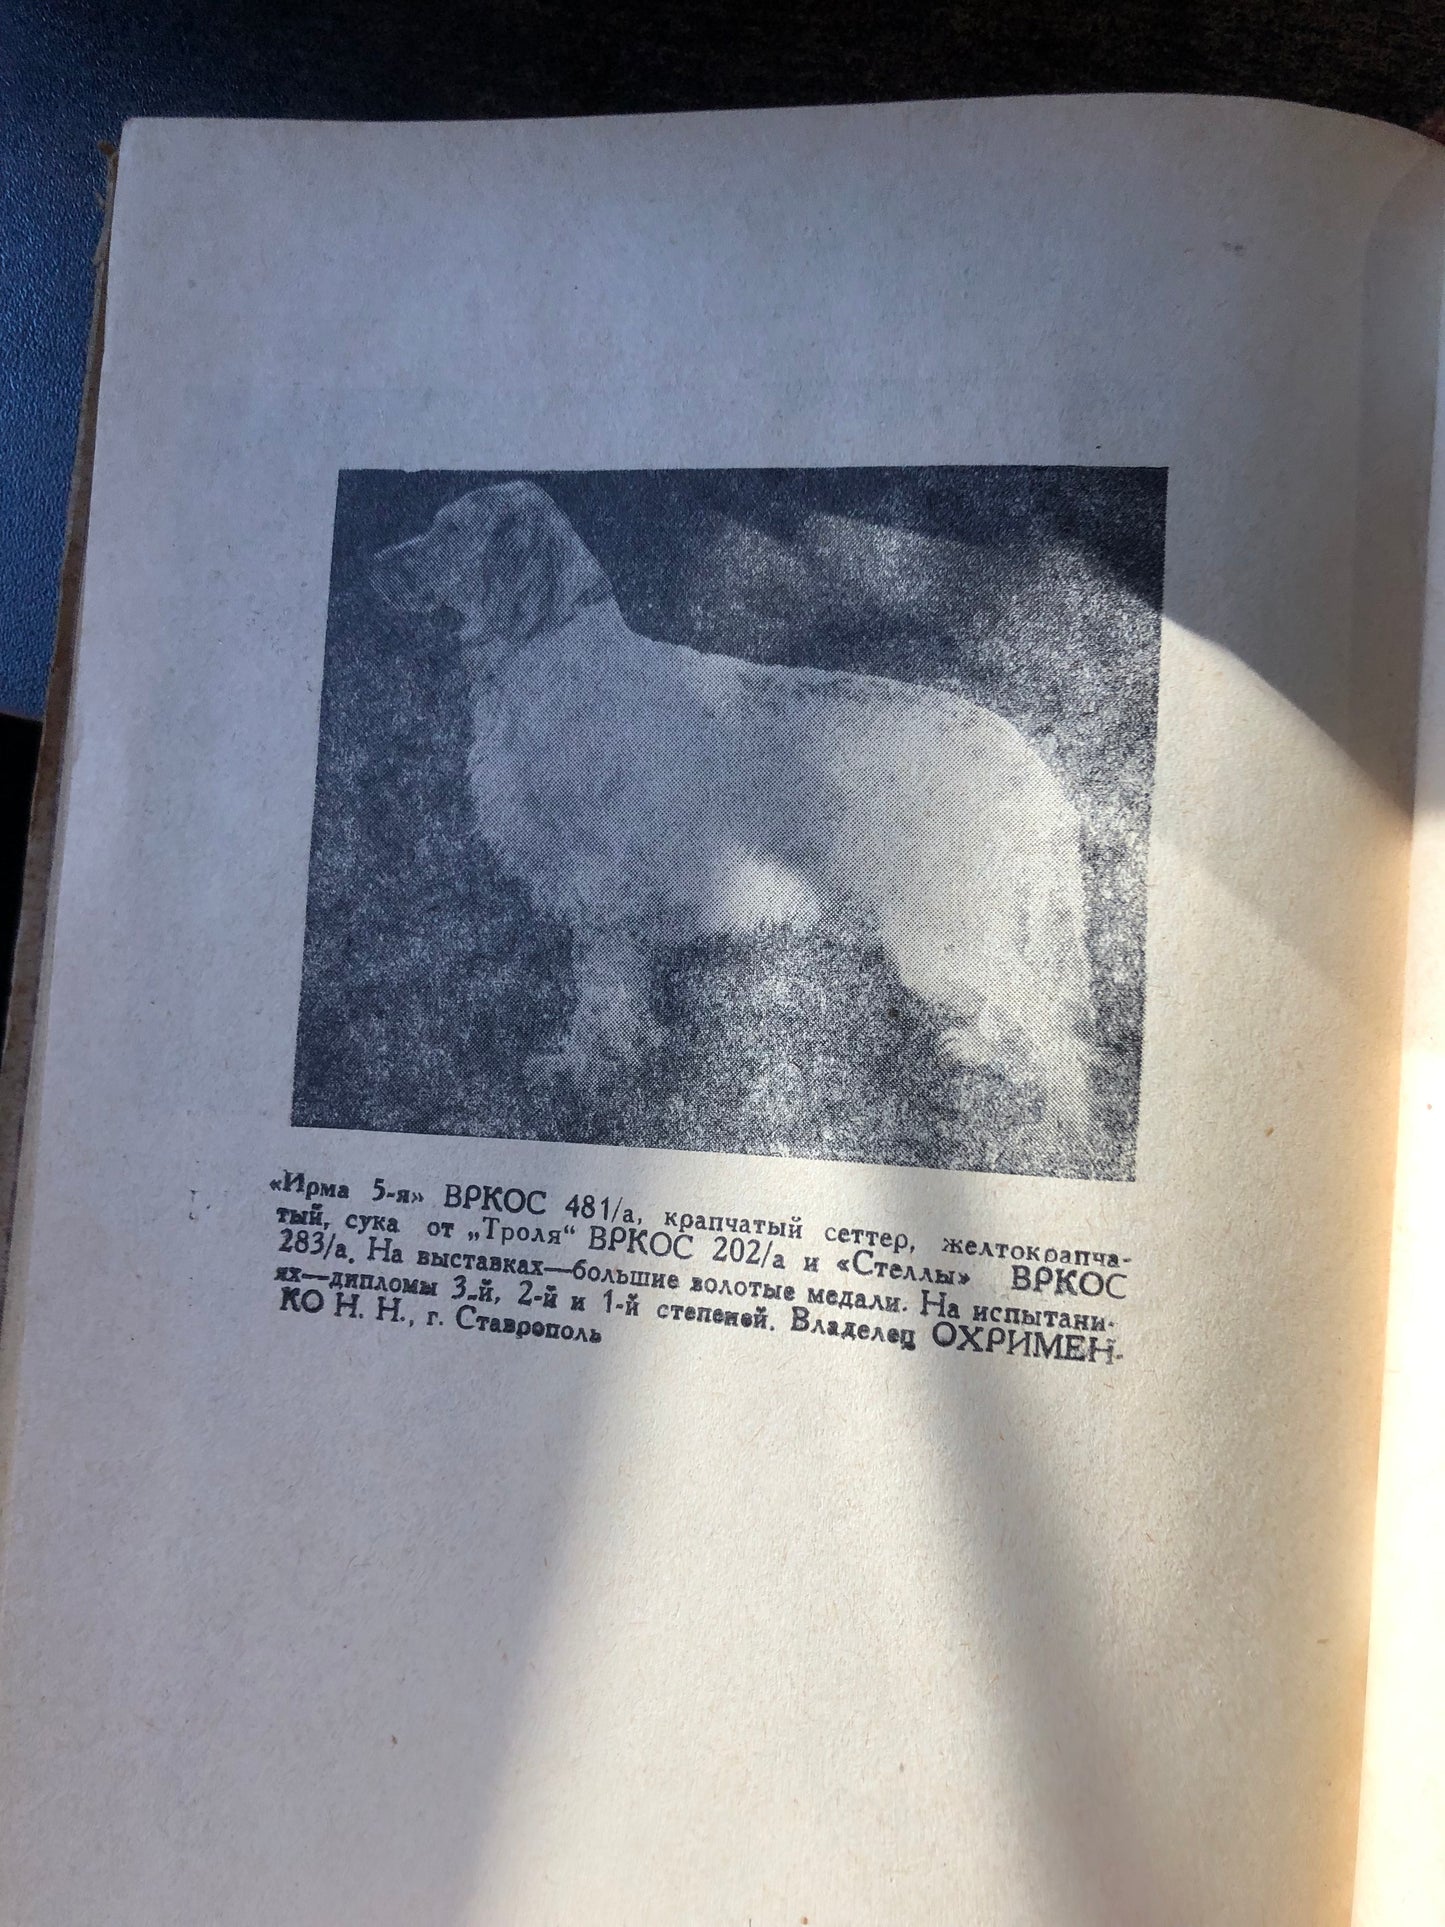 «Ирма 5-я» ВРКОС 481/а, крапчатый сеттер, желтокрапча-
тый, сука от „Троля“ ВРКОС 202/а и «Стеллы» ВРКОС
283/а. На выставках—большие золотые медали. На испытани-
ях—дипломы 3-й, 2-й и 1-й степеней. Владелец ОХРИМЕН-
КО Н. Н., г. Ставрополь